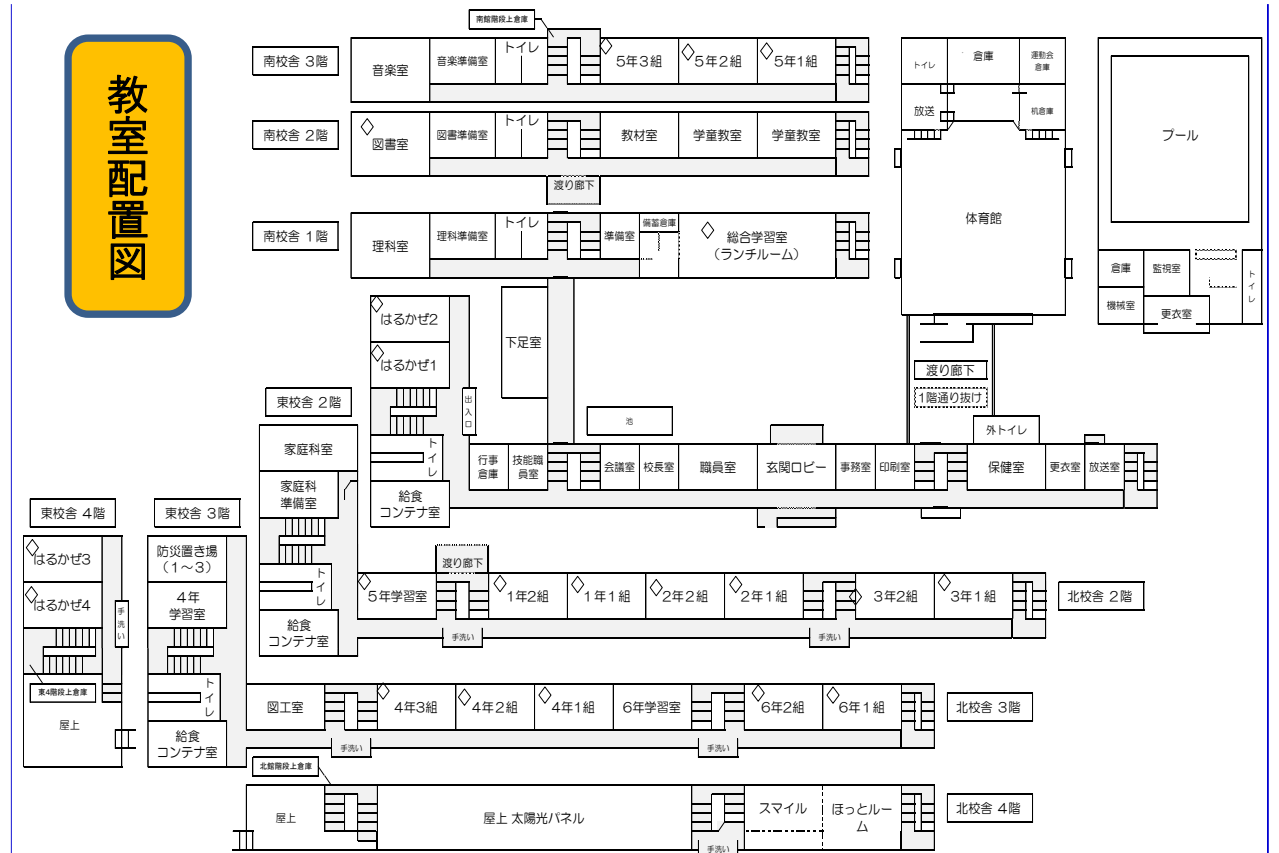 教室配置図
南館階段上倉庫
南校舎 3階
音楽室
音楽準備室
トイレ
5年3組
5年2組
5年1組
南校舎 2階
図書室
図書準備室
トイレ
教材室
学童教室
学童教室
渡り廊下
南校舎 1階
理科室
理科準備室
トイレ
準備室
備蓄倉庫
総合学習室
（ランチルーム）
トイレ
倉庫
運動会
倉庫
放送
机倉庫
体育館
プール
倉庫
監視室
機械室
更衣室
トイレ
渡り廊下
1階通り抜け
外トイレ
はるかぜ2
はるかぜ1
下足室
出入口
池
トイレ
給食
コンテナ室
行事
倉庫
技能職
員室
会議室
校長室
職員室
玄関ロビー
事務室
印刷室
保健室
更衣室
放送室
東校舎 2階
家庭科室
家庭科
準備室
トイレ
給食
コンテナ室
渡り廊下
5年学習室
1年2組
1年1組
2年2組
2年1組
3年2組
3年1組
北校舎 2階
手洗い
手洗い
東校舎 4階
はるかぜ3
はるかぜ4
手洗い
東4階段上倉庫
屋上
東校舎 3階
防災置き場
（1～3）
4年
学習室
トイレ
給食
コンテナ室
図工室
4年3組
4年2組
4年1組
6年学習室
6年2組
6年1組
北校舎 3階
手洗い
手洗い
北館階段上倉庫
屋上
屋上 太陽光パネル
スマイル
ほっとルー
ム
北校舎 4階
手洗い